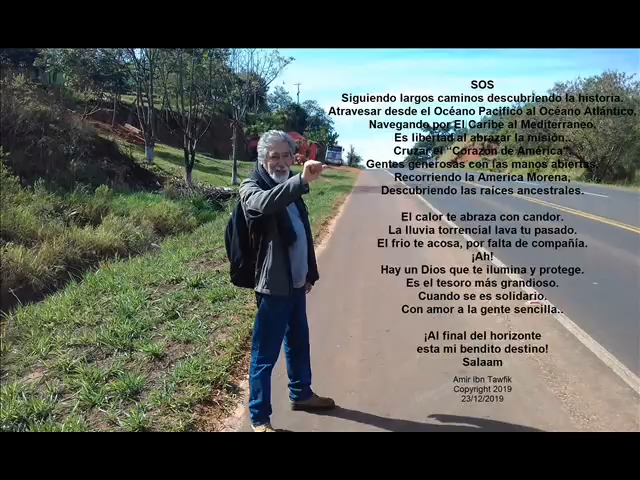 SOS
Siguiendo largos caminos descubriendo la historia.
Atravesar desde el Océano Pacifico al Océano Atlántico.
Navegando por El Caribe al Mediterraneo.
Es libertad al abrazar la misión..
Cruzar el “Corazón de América”.
Gentes generosas con las manos abiertas.
Recorriendo la America Morena,
Descubriendo las raíces ancestrales.
El calor te abraza con candor.
La lluvia torrencial lava tu pasado.
El frio te acosa, por falta de compañía.
¡Ah!
Hay un Dios que te ilumina y protege.
Es el tesoro más grandioso.
Cuando se es solidario.
Con amor a la gente sencilla..
¡Al final del horizonte
esta mi bendito destino!
Salaam
Amir Ibn Tawfik
Copyright 2019
23/12/2019